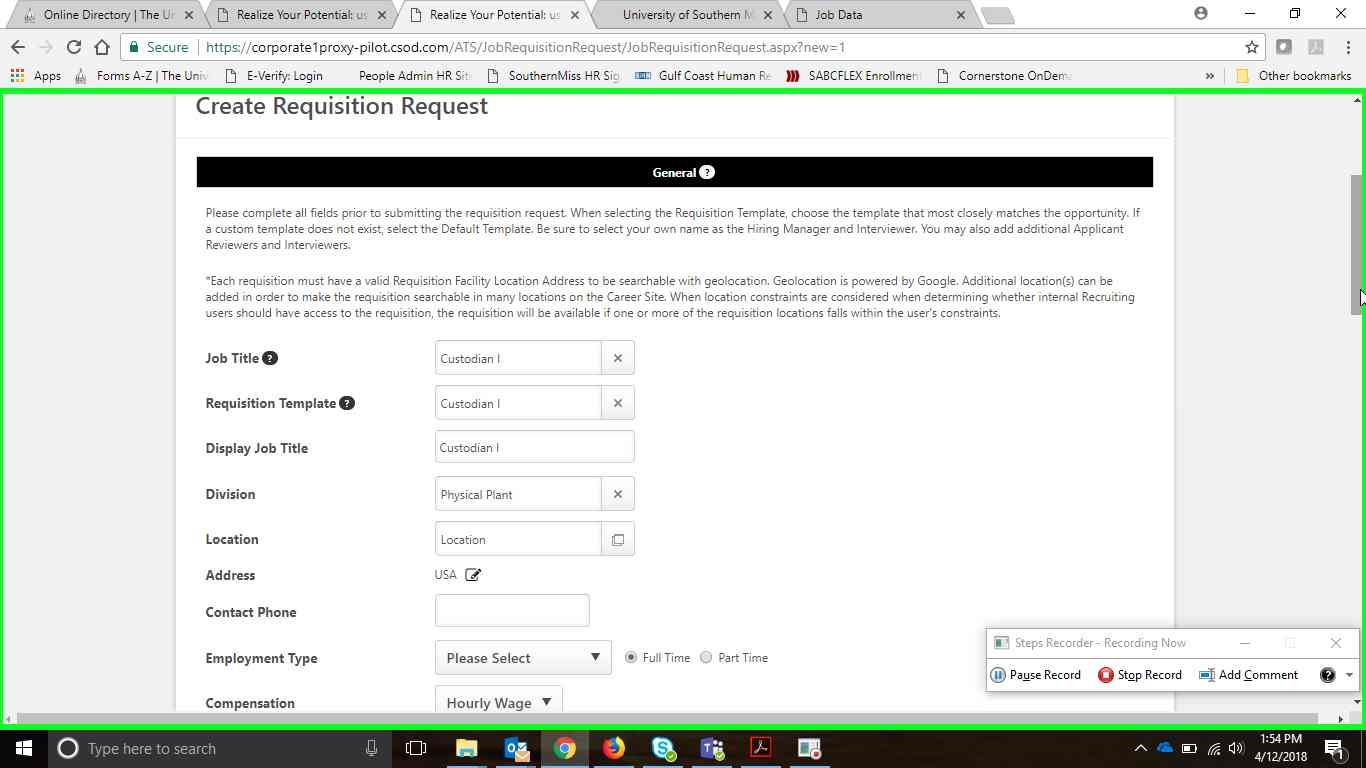 Online Directory | The Ur
Realize Your Potential: us
Realize Your Potential: us
University of Southern M
Job Data
Secure
https://corporate1proxy-pilot.csod.com/ATS/JobRequisitionRequest/JobRequisitionRequest.aspx?new=1
Apps
Forms A-Z | The Univ
E-Verify: Login
People Admin HR Site
SouthernMiss HR Sig
Gulf Coast Human Re
SABCFLEX Enrollmen
Cornerstone OnDema
»
Other bookmarks
Create Requisition Request
General ?
Please complete all fields prior to submitting the requisition request. When selecting the Requisition Template, choose the template that most closely matches the opportunity. If
a custom template does not exist, select the Default Template. Be sure to select your own name as the Hiring Manager and Interviewer. You may also add additional Applicant
Reviewers and Interviewers.
*Each requisition must have a valid Requisition Facility Location Address to be searchable with geolocation. Geolocation is powered by Google. Additional location(s) can be
added in order to make the requisition searchable in many locations on the Career Site. When location constraints are considered when determining whether internal Recruiting
users should have access to the requisition, the requisition will be available if one or more of the requisition locations falls within the user's constraints.
Job Title ? Custodian I
Requisition Template ? Custodian I
Display Job Title Custodian I
Division Physical Plant
Location Location
Address USA
Contact Phone
Employment Type Please Select Full Time Part Time
Compensation Hourly Wage
Steps Recorder - Recording Now
Pause Record Stop Record Add Comment ?
Type here to search
1:54 PM
4/12/2018
1